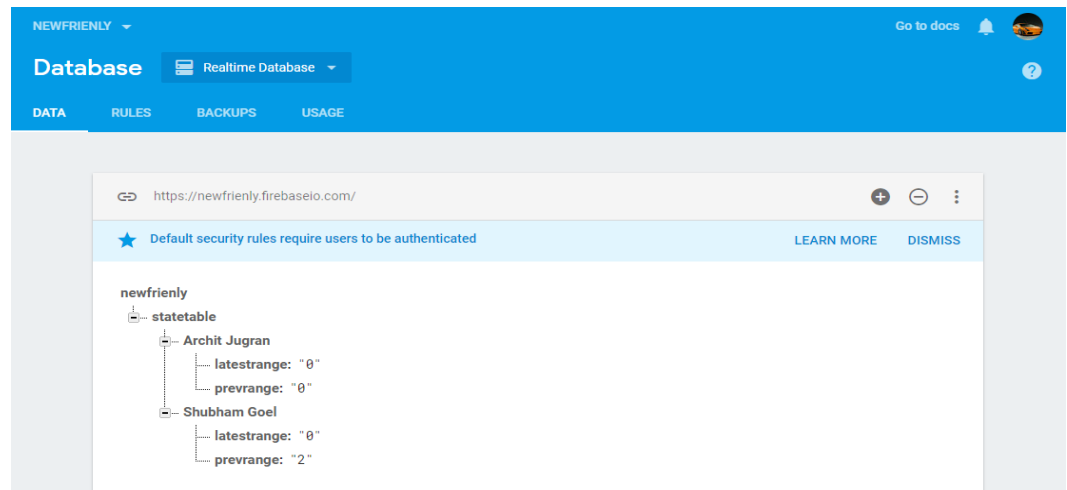 NEWFRIENLY
Go to docs
Database
Realtime Database
DATA RULES BACKUPS USAGE
https://newfrienly.firebaseio.com/
Default security rules require users to be authenticated LEARN MORE DISMISS
newfrienly
statetable
Archit Jugran
latestrange: "0"
prevrange: "0"
Shubham Goel
latestrange: "0"
prevrange: "2"